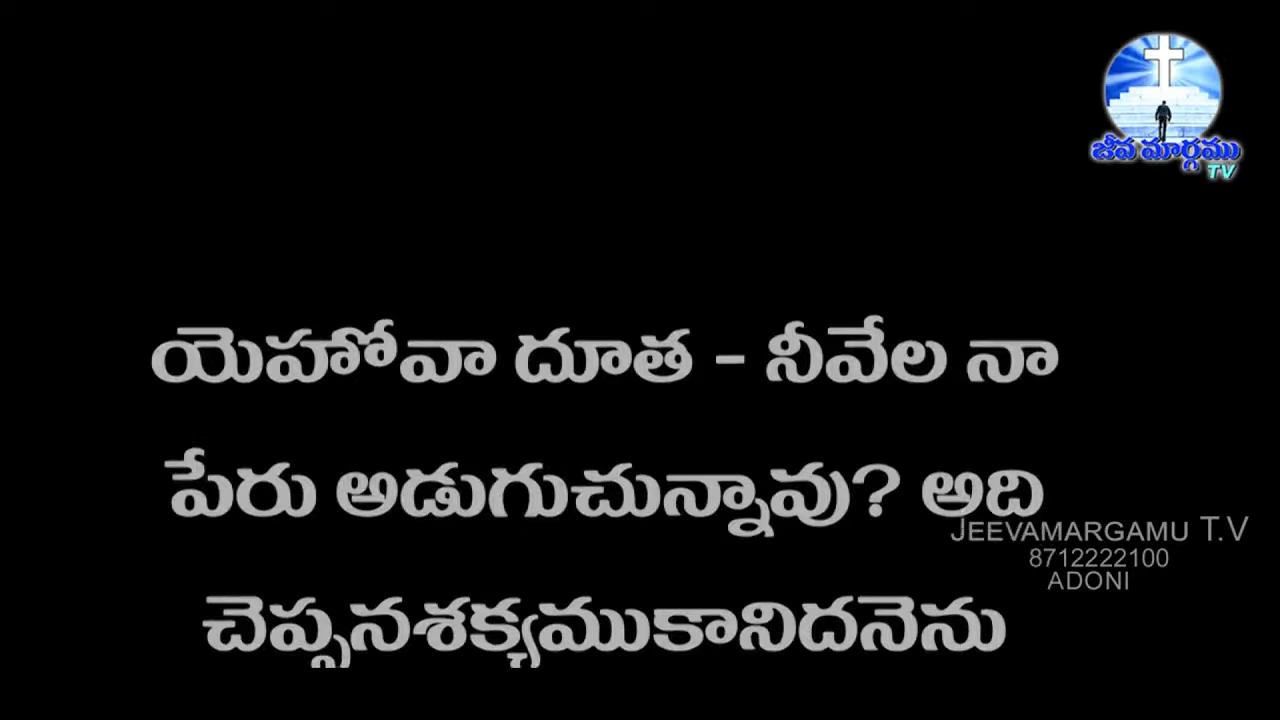 జీవ మార్గము
TV
యెహోవా దూత - నీవేల నా
పేరు అడుగుచున్నావు? అది
JEEVAMARGAMU T.V
8712222100
ADONI
చెప్పనశక్యముకానిదనెను